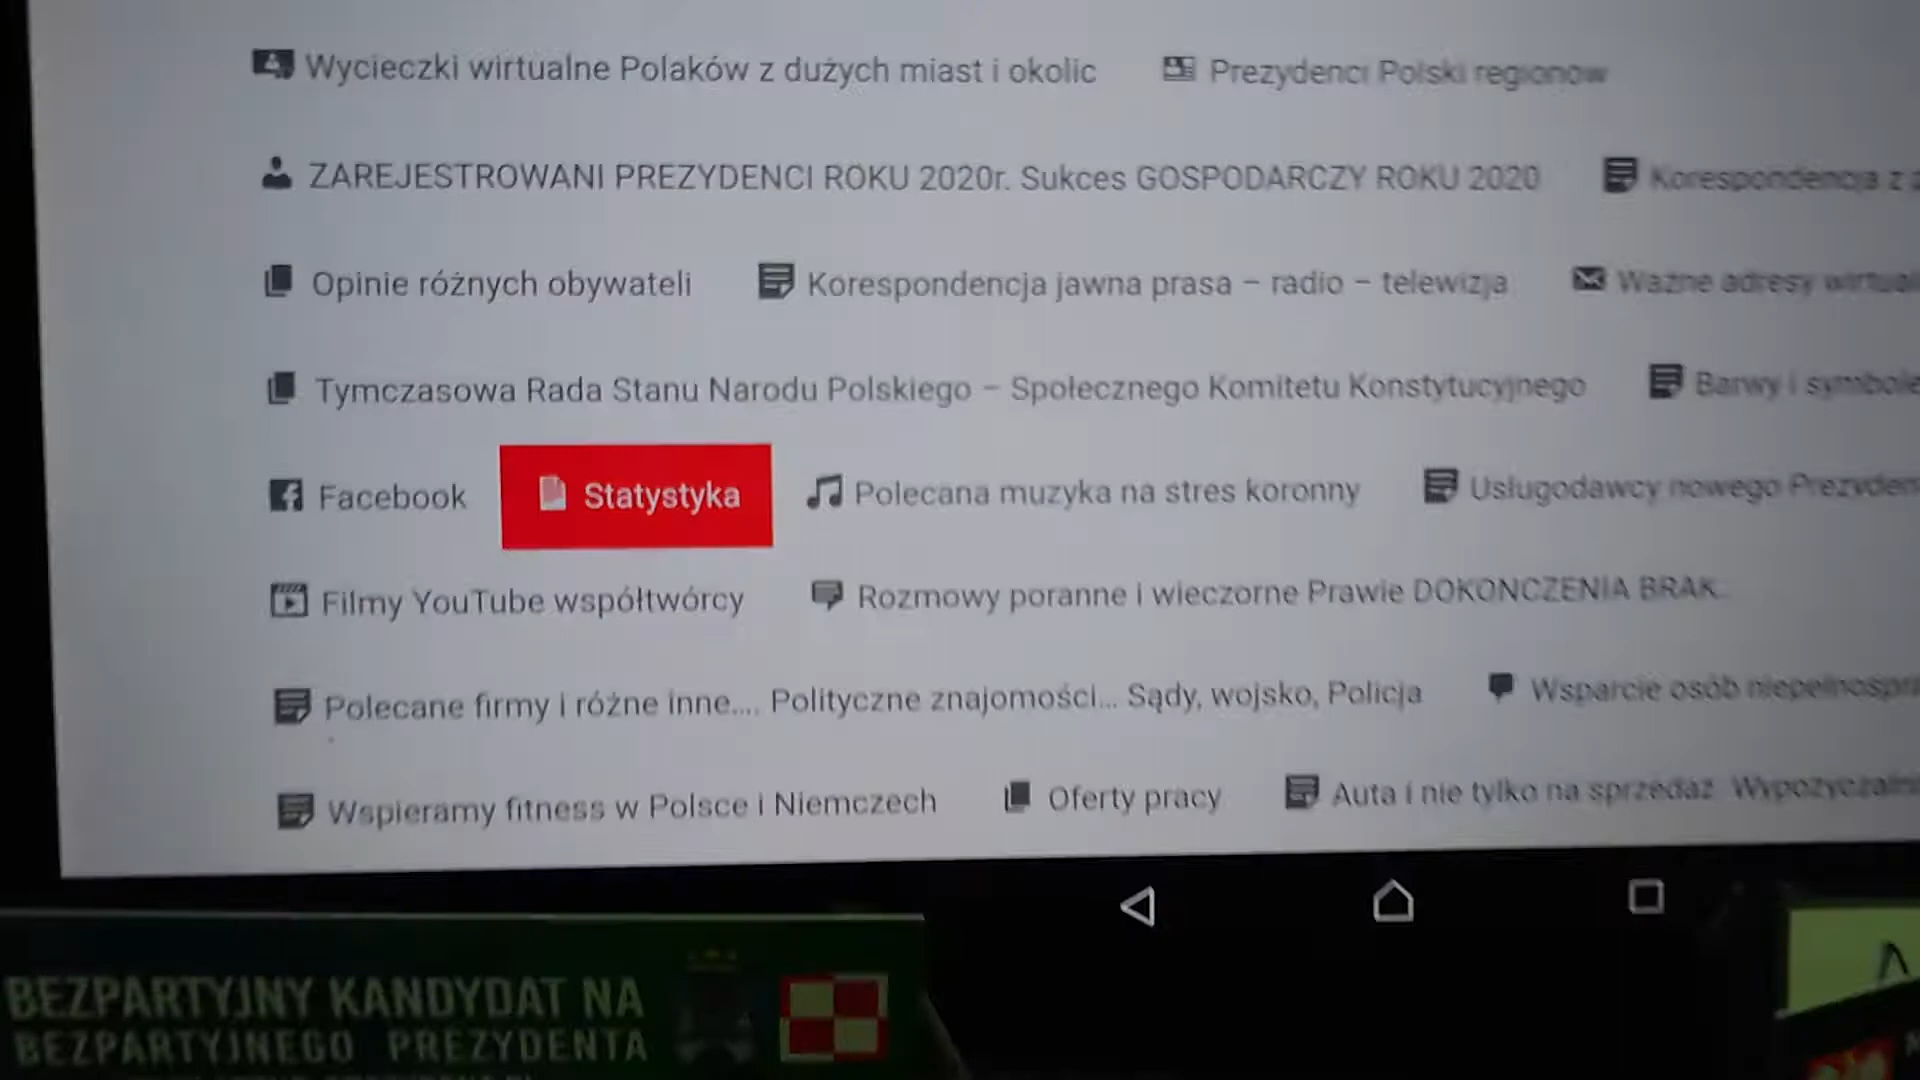 Wycieczki wirtualne Polaków z dużych miast i okolic Prezydenci Polski regionow
ZAREJESTROWANI PREZYDENCI ROKU 2020r. Sukces GOSPODARCZY ROKU 2020 Korespondencja z
Opinie różnych obywateli Korespondencja jawna prasa – radio – telewizja Ważne adresy
Tymczasowa Rada Stanu Narodu Polskiego – Społecznego Komitetu Konstytucyjnego Barwy i symbole
Facebook Statystyka Polecana muzyka na stres koronny Usługodawcy nowego
Filmy YouTube współtwórcy Rozmowy poranne i wieczorne Prawie DOKONCZENIA BRAK.
Polecane firmy i różne inne.... Polityczne znajomości... Sądy, wojsko, Policja Wsparcie osób
Wspieramy fitness w Polsce i Niemczech Oferty pracy Auta i nie tylko na sprzedaż
BEZPARTYJNY KANDYDAT NA
BEZPARTYJNEGO PREZYDENTA